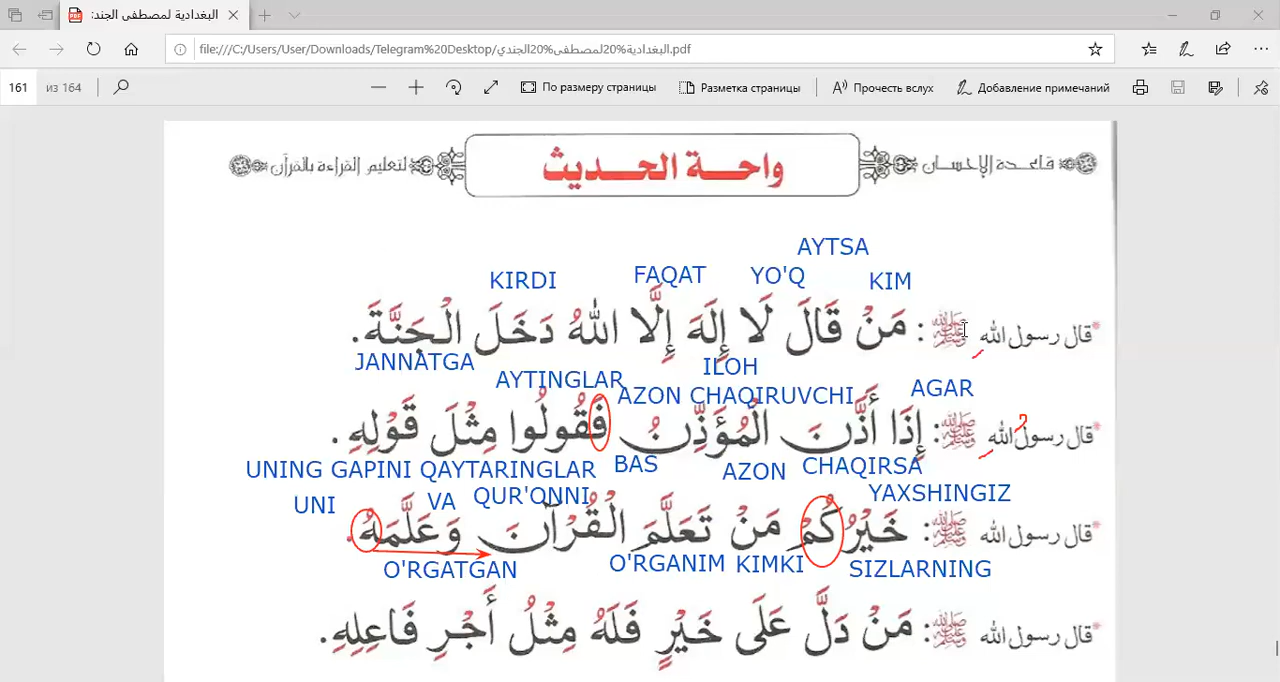 البغدادية لمصطفى الجند:
file:///C:/Users/User/Downloads/Telegram%20Desktop/البغدادية%20لمصطفى%20الجندي.pdf
161 из 164 По размеру страницы Разметка страницы Прочесть вслух Добавление примечаний
قاعدة الإحسان واحة الحديث لتعليم القراءة بالقرآن
AYTSA
KIRDI FAQAT YO'Q KIM
قال رسول الله ﷺ : مَنْ قَالَ لَا إِلَهَ إِلَّا اللهُ دَخَلَ الْجَنَّةَ.
JANNATGA ILOH
AYTINGLAR AZON CHAQIRUVCHI AGAR
قال رسول الله ﷺ : إِذَا أَذَّنَ الْمُؤَذِّنُ فَقُولُوا مِثْلَ قَوْلِهِ .
UNING GAPINI QAYTARINGLAR BAS AZON CHAQIRSA
UNI VA QUR'ONNI YAXSHINGIZ
قال رسول الله ﷺ : خَيْرُكُمْ مَنْ تَعَلَّمَ الْقُرْآنَ وَعَلَّمَهُ.
O'RGATGAN O'RGANIM KIMKI SIZLARNING
قال رسول الله ﷺ : مَنْ دَلَّ عَلَى خَيْرٍ فَلَهُ مِثْلُ أَجْرِ فَاعِلِهِ.